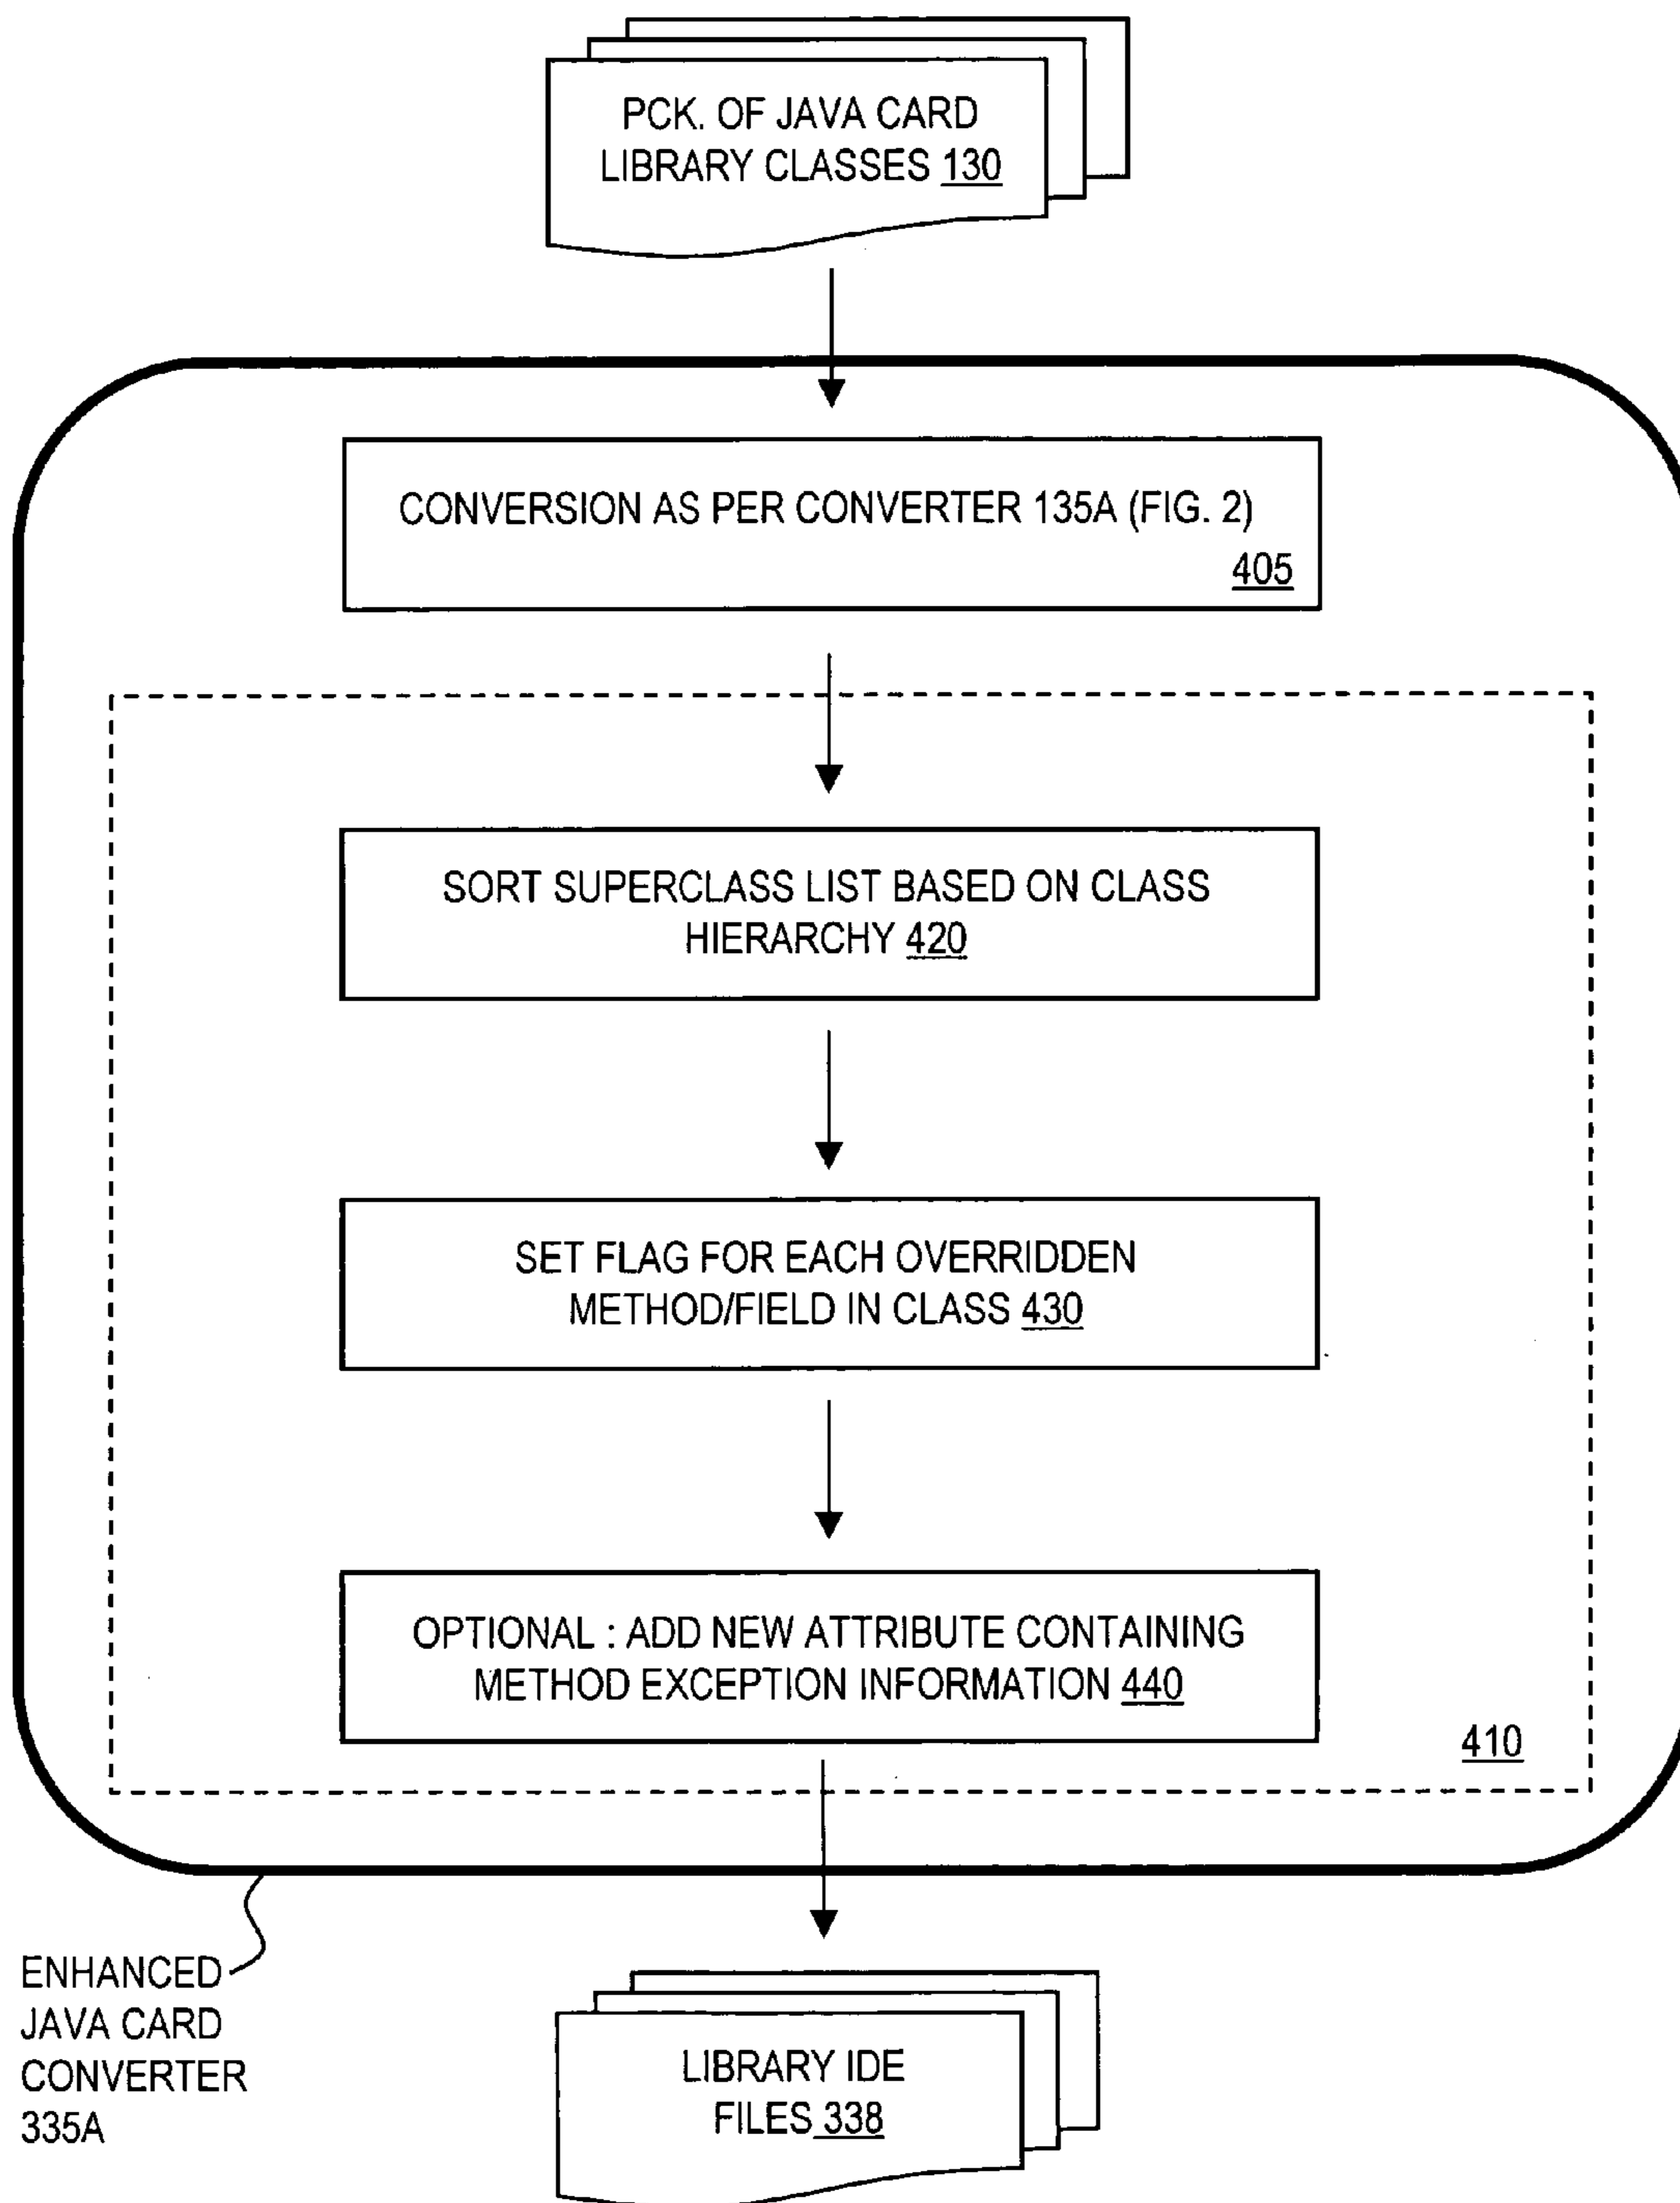 PCK. OF JAVA CARD
LIBRARY CLASSES 130
CONVERSION AS PER CONVERTER 135A (FIG. 2)
405
SORT SUPERCLASS LIST BASED ON CLASS
HIERARCHY 420
SET FLAG FOR EACH OVERRIDDEN
METHOD/FIELD IN CLASS 430
OPTIONAL : ADD NEW ATTRIBUTE CONTAINING
METHOD EXCEPTION INFORMATION 440
410
ENHANCED
JAVA CARD
CONVERTER
335A
LIBRARY IDE
FILES 338